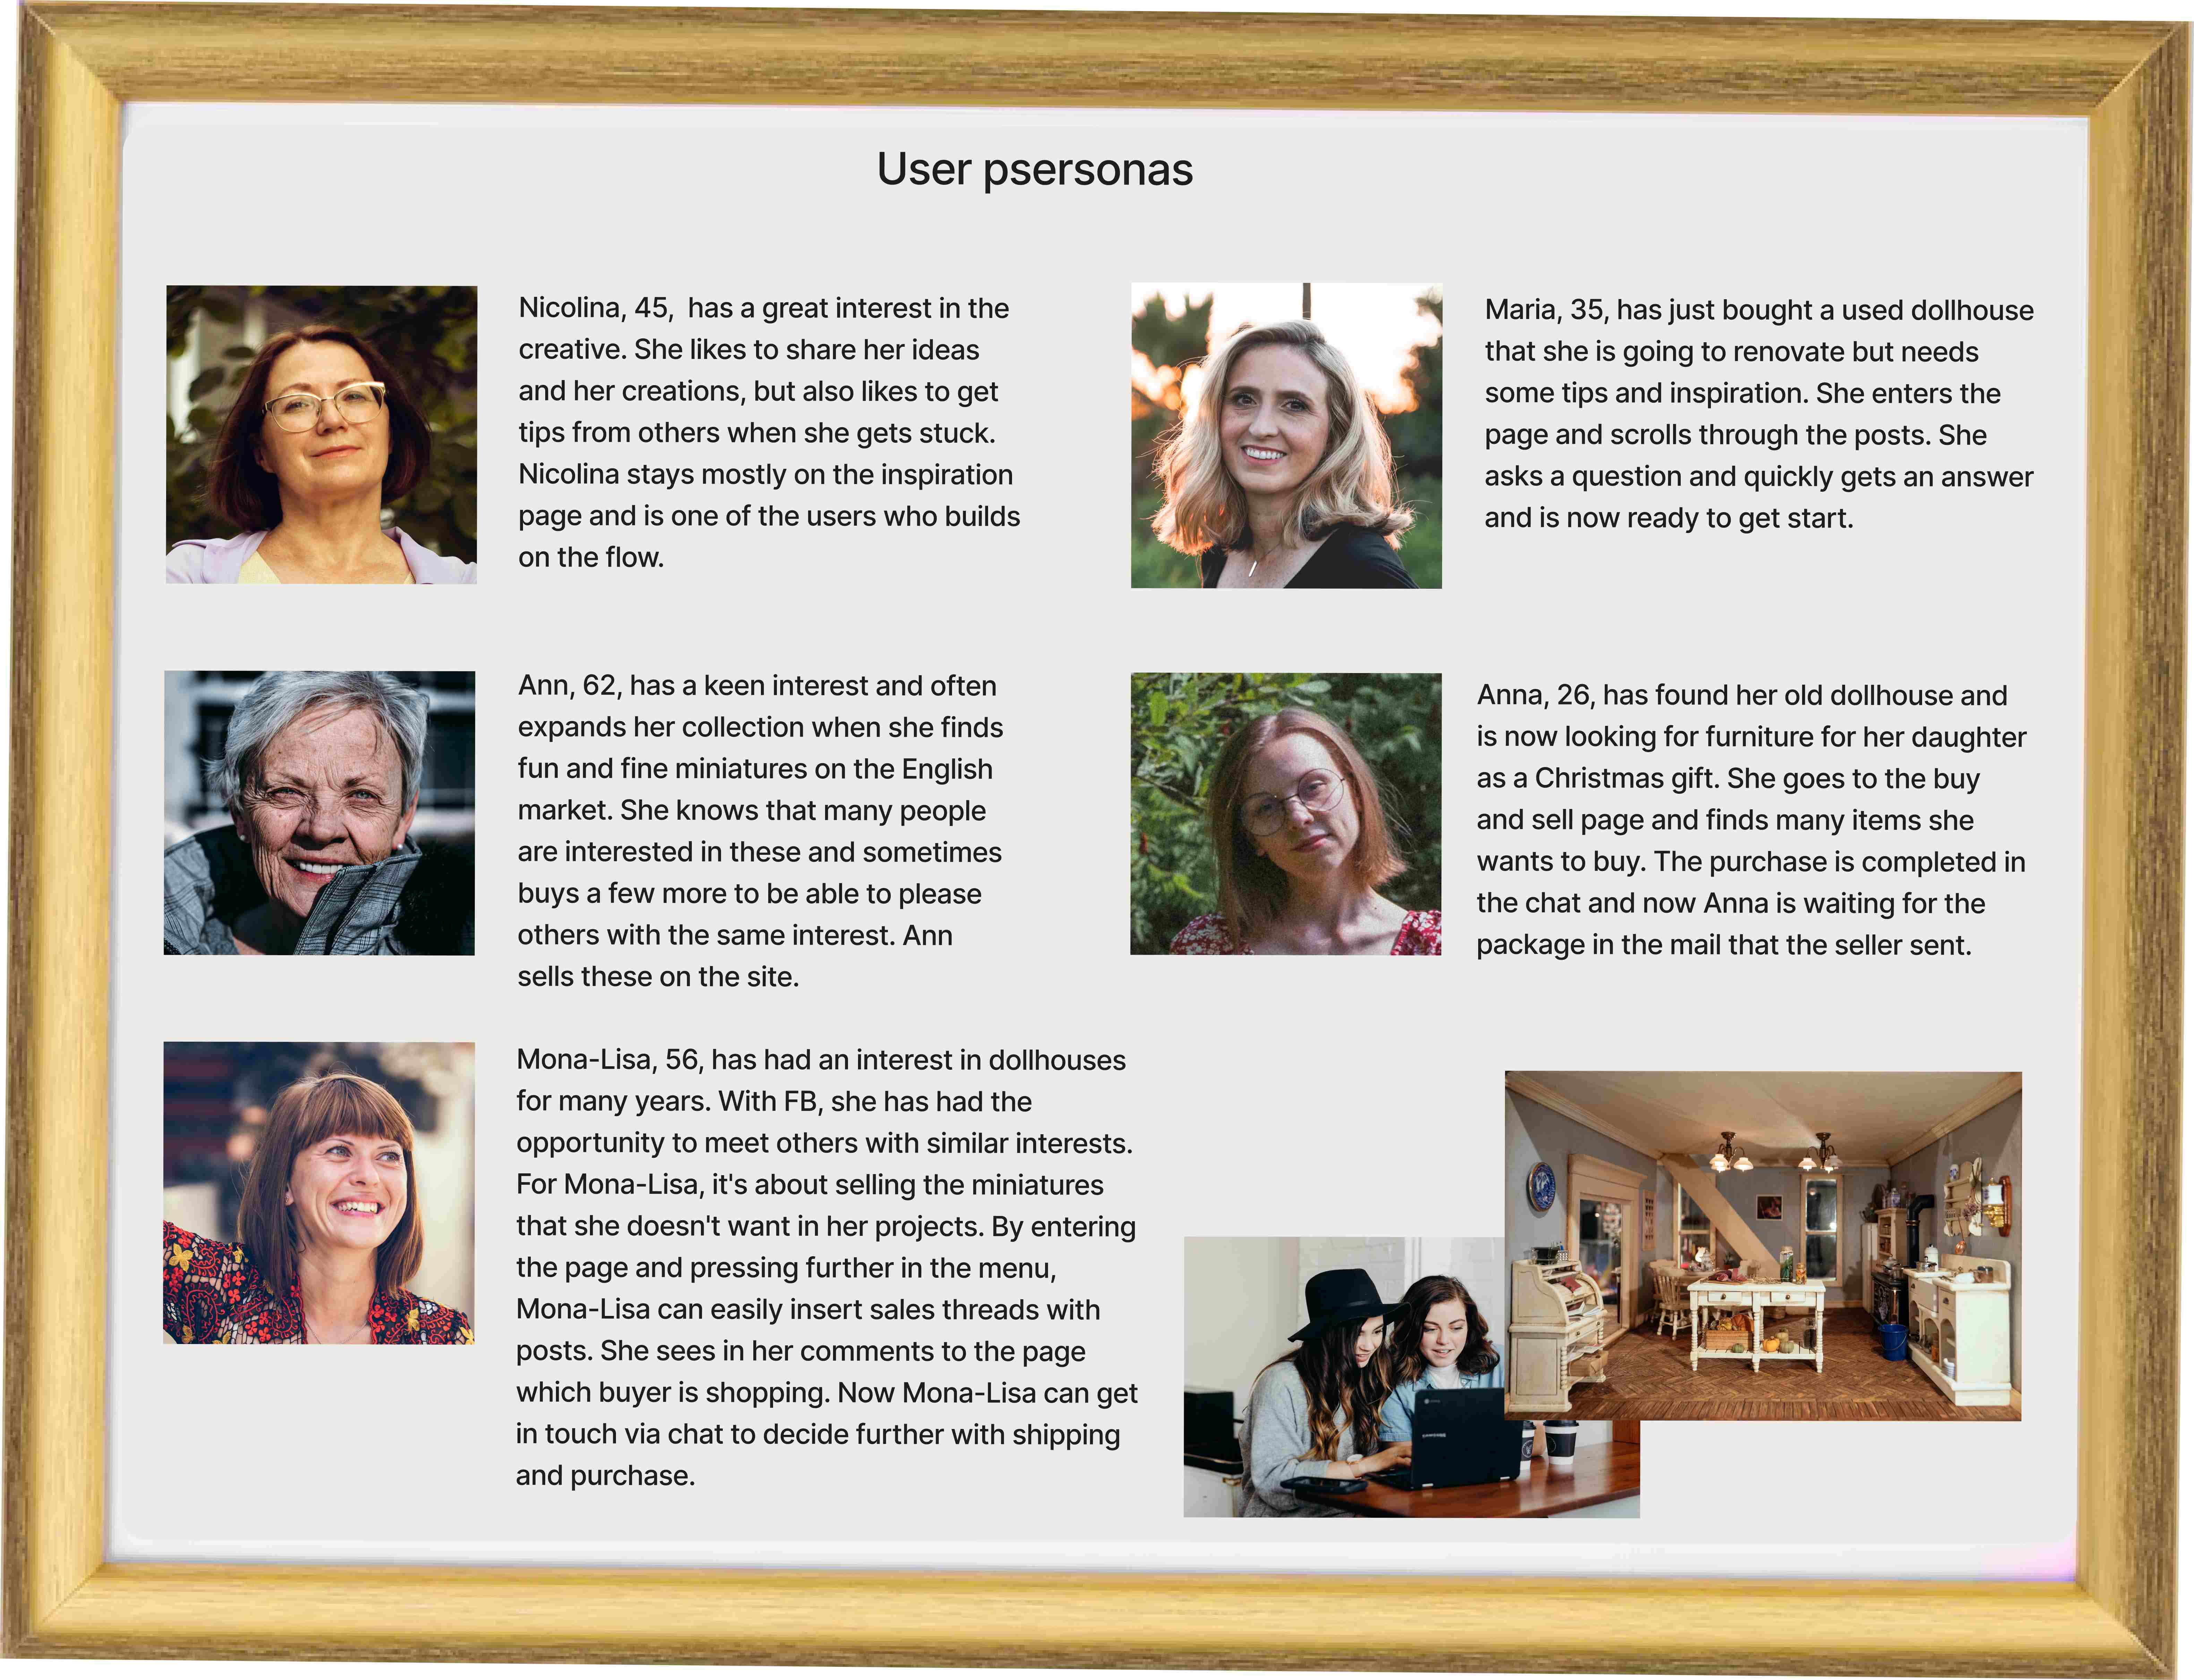 User psersonas
Nicolina, 45,  has a great interest in the
creative. She likes to share her ideas
and her creations, but also likes to get
tips from others when she gets stuck.
Nicolina stays mostly on the inspiration
page and is one of the users who builds
on the flow.
Maria, 35, has just bought a used dollhouse
that she is going to renovate but needs
some tips and inspiration. She enters the
page and scrolls through the posts. She
asks a question and quickly gets an answer
and is now ready to get start.
Ann, 62, has a keen interest and often
expands her collection when she finds
fun and fine miniatures on the English
market. She knows that many people
are interested in these and sometimes
buys a few more to be able to please
others with the same interest. Ann
sells these on the site.
Anna, 26, has found her old dollhouse and
is now looking for furniture for her daughter
as a Christmas gift. She goes to the buy
and sell page and finds many items she
wants to buy. The purchase is completed in
the chat and now Anna is waiting for the
package in the mail that the seller sent.
Mona-Lisa, 56, has had an interest in dollhouses
for many years. With FB, she has had the
opportunity to meet others with similar interests.
For Mona-Lisa, it's about selling the miniatures
that she doesn't want in her projects. By entering
the page and pressing further in the menu,
Mona-Lisa can easily insert sales threads with
posts. She sees in her comments to the page
which buyer is shopping. Now Mona-Lisa can get
in touch via chat to decide further with shipping
and purchase.
SAMSUNG